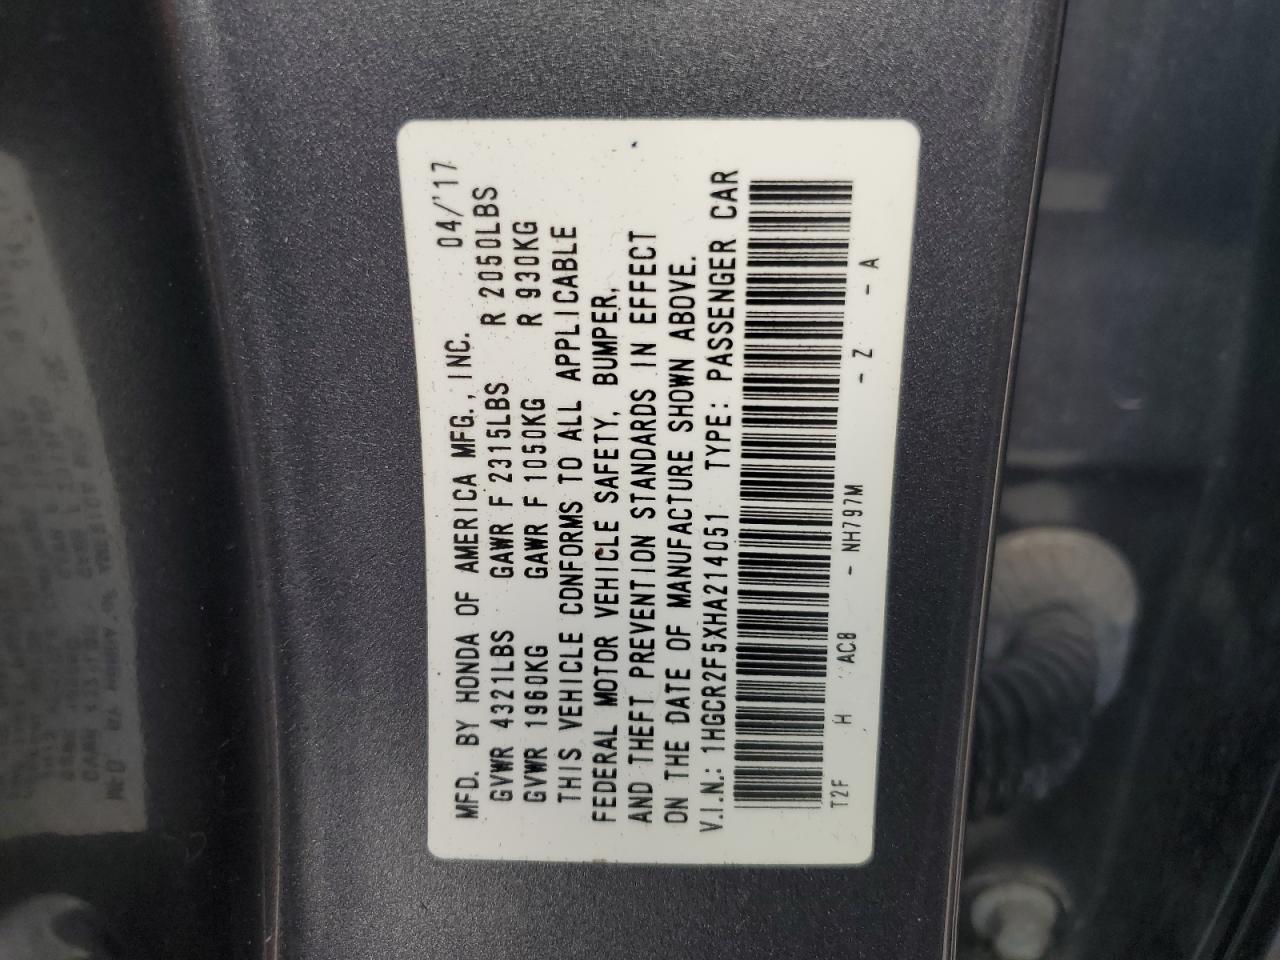 MFD. BY HONDA OF AMERICA MFG., INC. 04/'17
GVWR 4321LBS GAWR F 2315LBS R 2050LBS
GVWR 1960KG GAWR F 1050KG R 930KG
THIS VEHICLE CONFORMS TO ALL APPLICABLE
FEDERAL MOTOR VEHICLE SAFETY, BUMPER,
AND THEFT PREVENTION STANDARDS IN EFFECT
ON THE DATE OF MANUFACTURE SHOWN ABOVE.
V.I.N.: 1HGCR2F5XHA214051 TYPE: PASSENGER CAR
T2F H AC8 - NH797M - Z - A